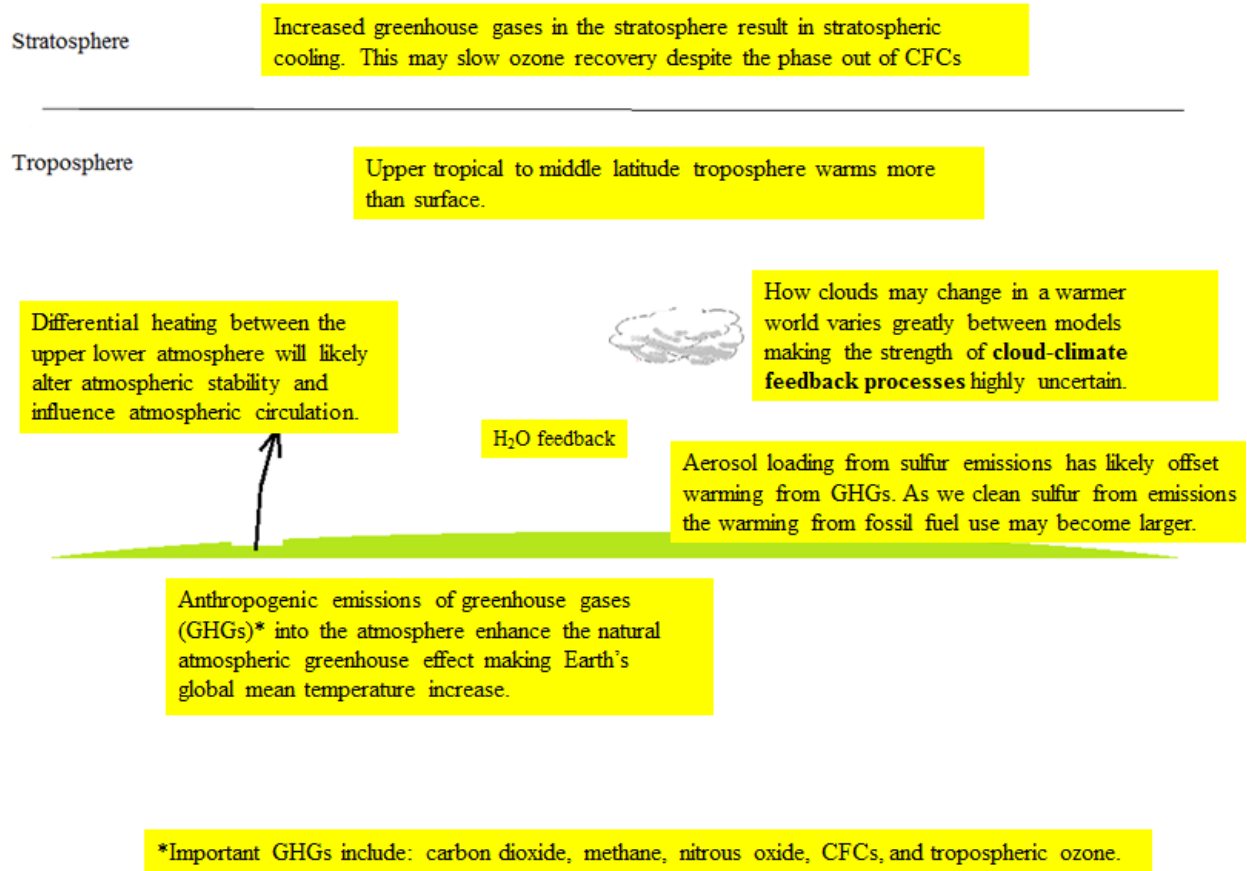 Stratosphere
Increased greenhouse gases in the stratosphere result in stratospheric
cooling. This may slow ozone recovery despite the phase out of CFCs
Troposphere
Upper tropical to middle latitude troposphere warms more
than surface.
How clouds may change in a warmer
world varies greatly between models
making the strength of cloud-climate
feedback processes highly uncertain.
Differential heating between the
upper lower atmosphere will likely
alter atmospheric stability and
influence atmospheric circulation.
H₂O feedback
Aerosol loading from sulfur emissions has likely offset
warming from GHGs. As we clean sulfur from emissions
the warming from fossil fuel use may become larger.
Anthropogenic emissions of greenhouse gases
(GHGs)* into the atmosphere enhance the natural
atmospheric greenhouse effect making Earth's
global mean temperature increase.
*Important GHGs include: carbon dioxide, methane, nitrous oxide, CFCs, and tropospheric ozone.